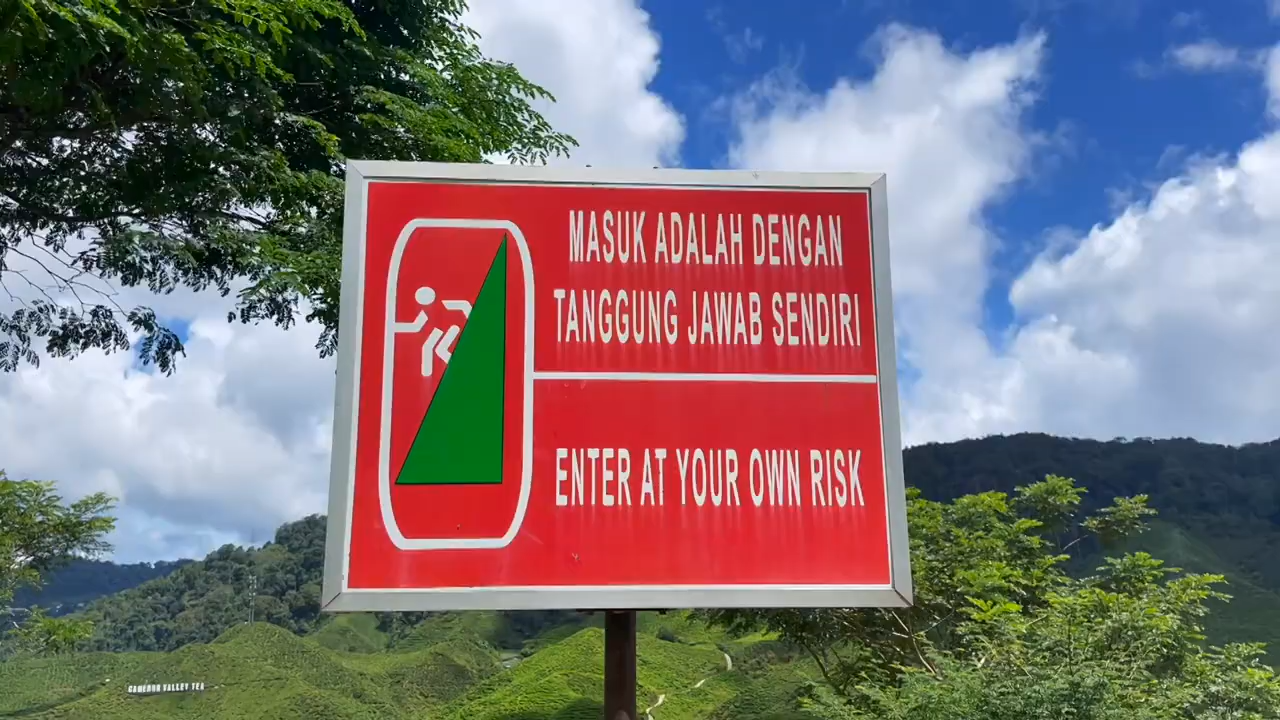 MASUK ADALAH DENGAN
TANGGUNG JAWAB SENDIRI
ENTER AT YOUR OWN RISK
CAMERON VALLEY TEA